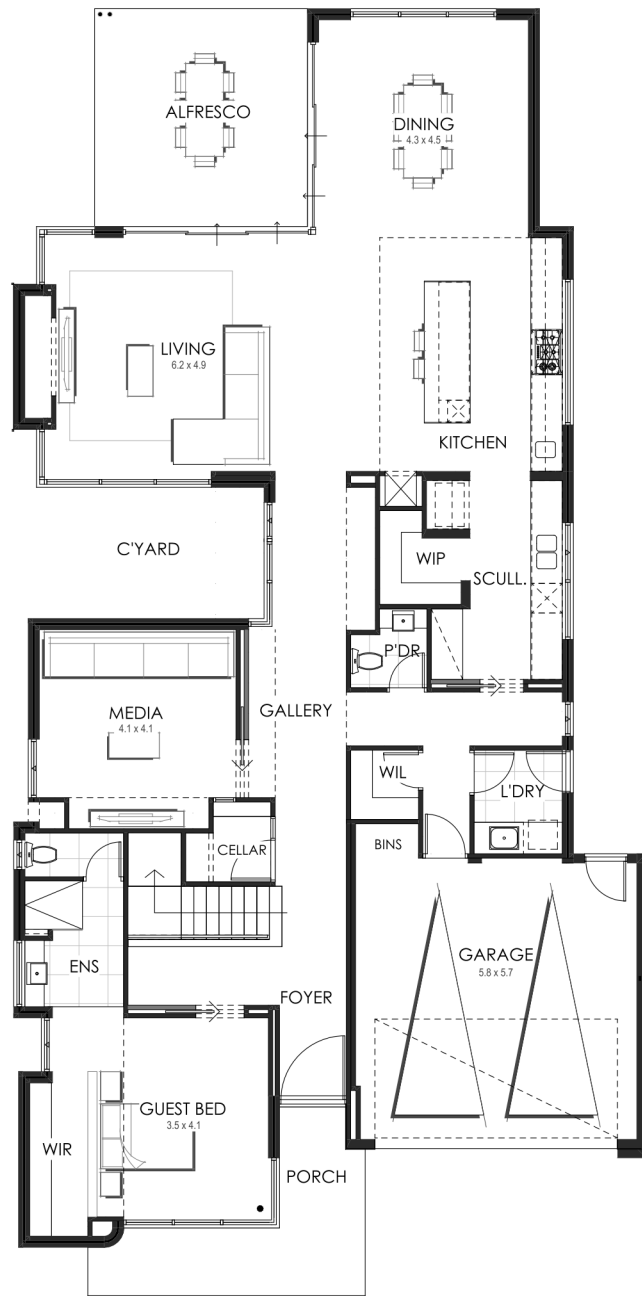 ALFRESCO
DINING
4.3 x 4.5
LIVING
6.2 x 4.9
KITCHEN
C'YARD
WIP
SCULL.
P'DR
GALLERY
MEDIA
4.1 x 4.1
WIL
L'DRY
CELLAR
BINS
ENS
GARAGE
5.8 x 5.7
FOYER
GUEST BED
3.5 x 4.1
WIR
PORCH